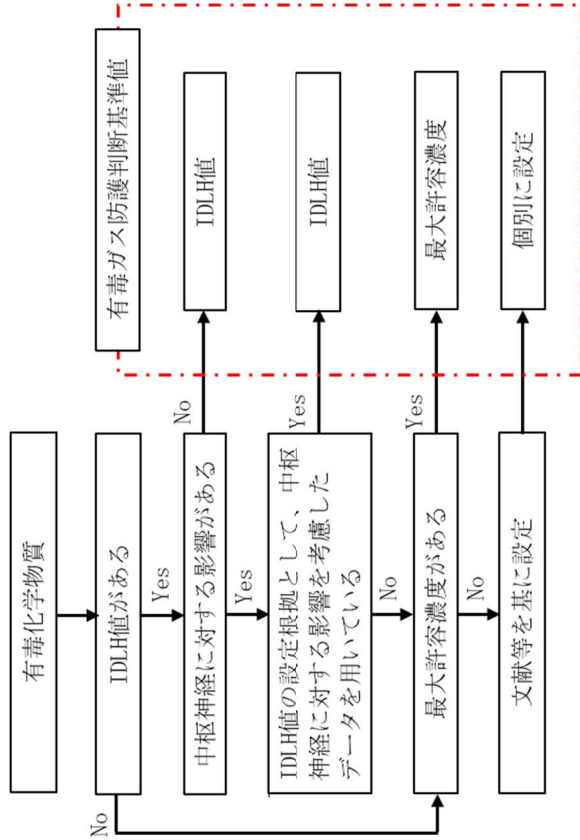 有毒化学物質
IDLH値がある
No
Yes
中枢神経に対する影響がある
No
Yes
IDLH値の設定根拠として、中枢
神経に対する影響を考慮した
データを用いている
Yes
No
最大許容濃度がある
Yes
No
文献等を基に設定
有毒ガス防護判断基準値
IDLH値
IDLH値
最大許容濃度
個別に設定